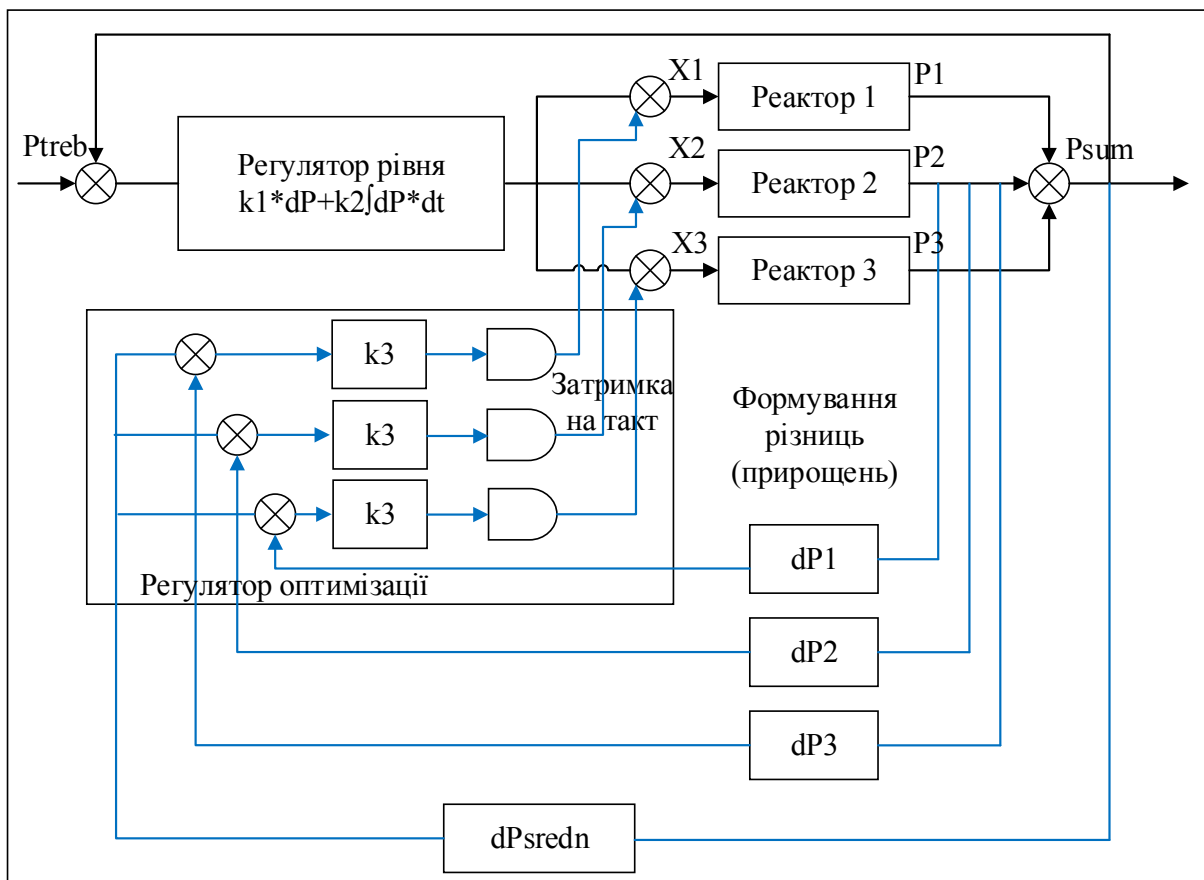 X1
Реактор 1
P1
Ptreb
Регулятор рівня
k1*dP+k2∫dP*dt
X2
Реактор 2
P2
Psum
X3
Реактор 3
P3
k3
Затримка
на такт
k3
k3
Регулятор оптимізації
Формування
різниць
(прирощень)
dP1
dP2
dP3
dPsredn